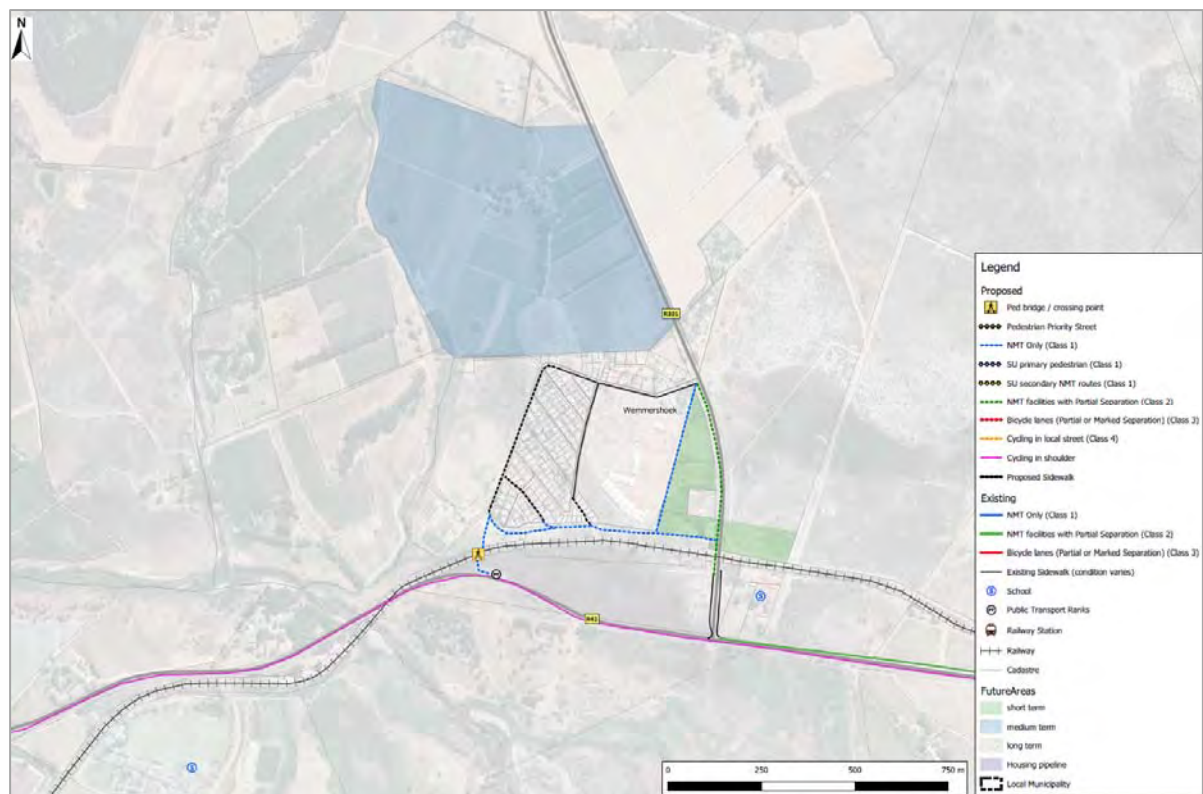 N
R301
Wemmershoek
R45
Legend
Proposed
Ped bridge / crossing point
Pedestrian Priority Street
NMT Only (Class 1)
SU primary pedestrian (Class 1)
SU secondary NMT routes (Class 1)
NMT facilities with Partial Separation (Class 2)
Bicycle lanes (Partial or Marked Separation) (Class 3)
Cycling in local street (Class 4)
Cycling in shoulder
Proposed Sidewalk
Existing
NMT Only (Class 1)
NMT facilities with Partial Separation (Class 2)
Bicycle lanes (Partial or Marked Separation) (Class 3)
Existing Sidewalk (condition varies)
School
Public Transport Ranks
Railway Station
Railway
Cadastre
FutureAreas
short term
medium term
long term
Housing pipeline
Local Municipality
0 250 500 750 m